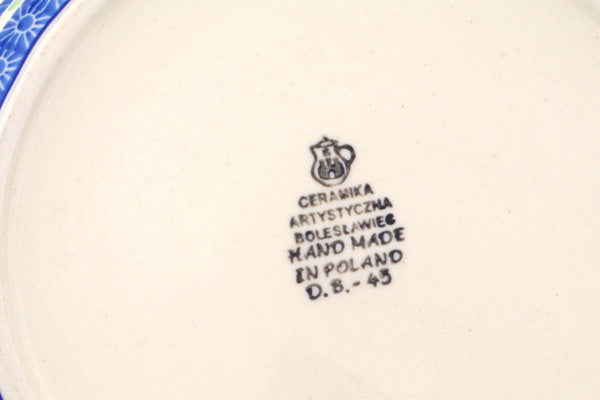 CERAMIKA
ARTYSTYCZNA
BOLESŁAWIEC
HAND MADE
IN POLAND
D.B.-43